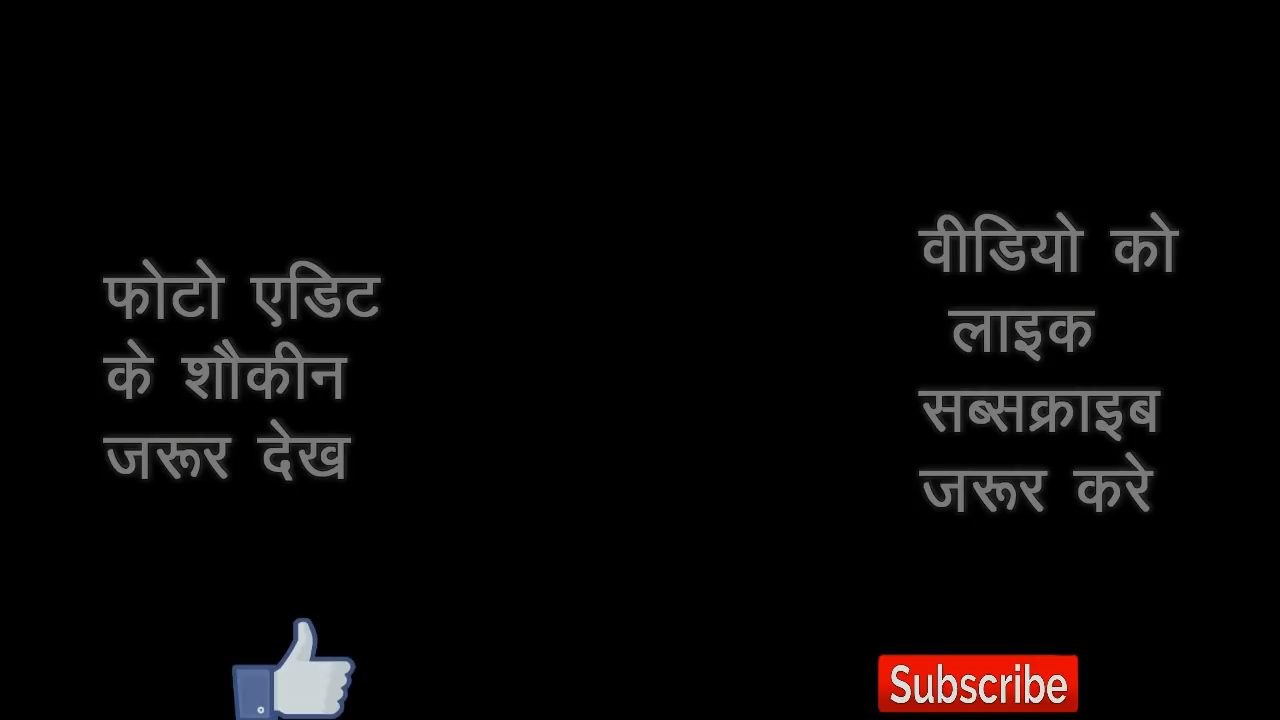 फोटो एडिट
के शौकीन
जरूर देख
वीडियो को
लाइक
सब्सक्राइब
जरूर करे
Subscribe